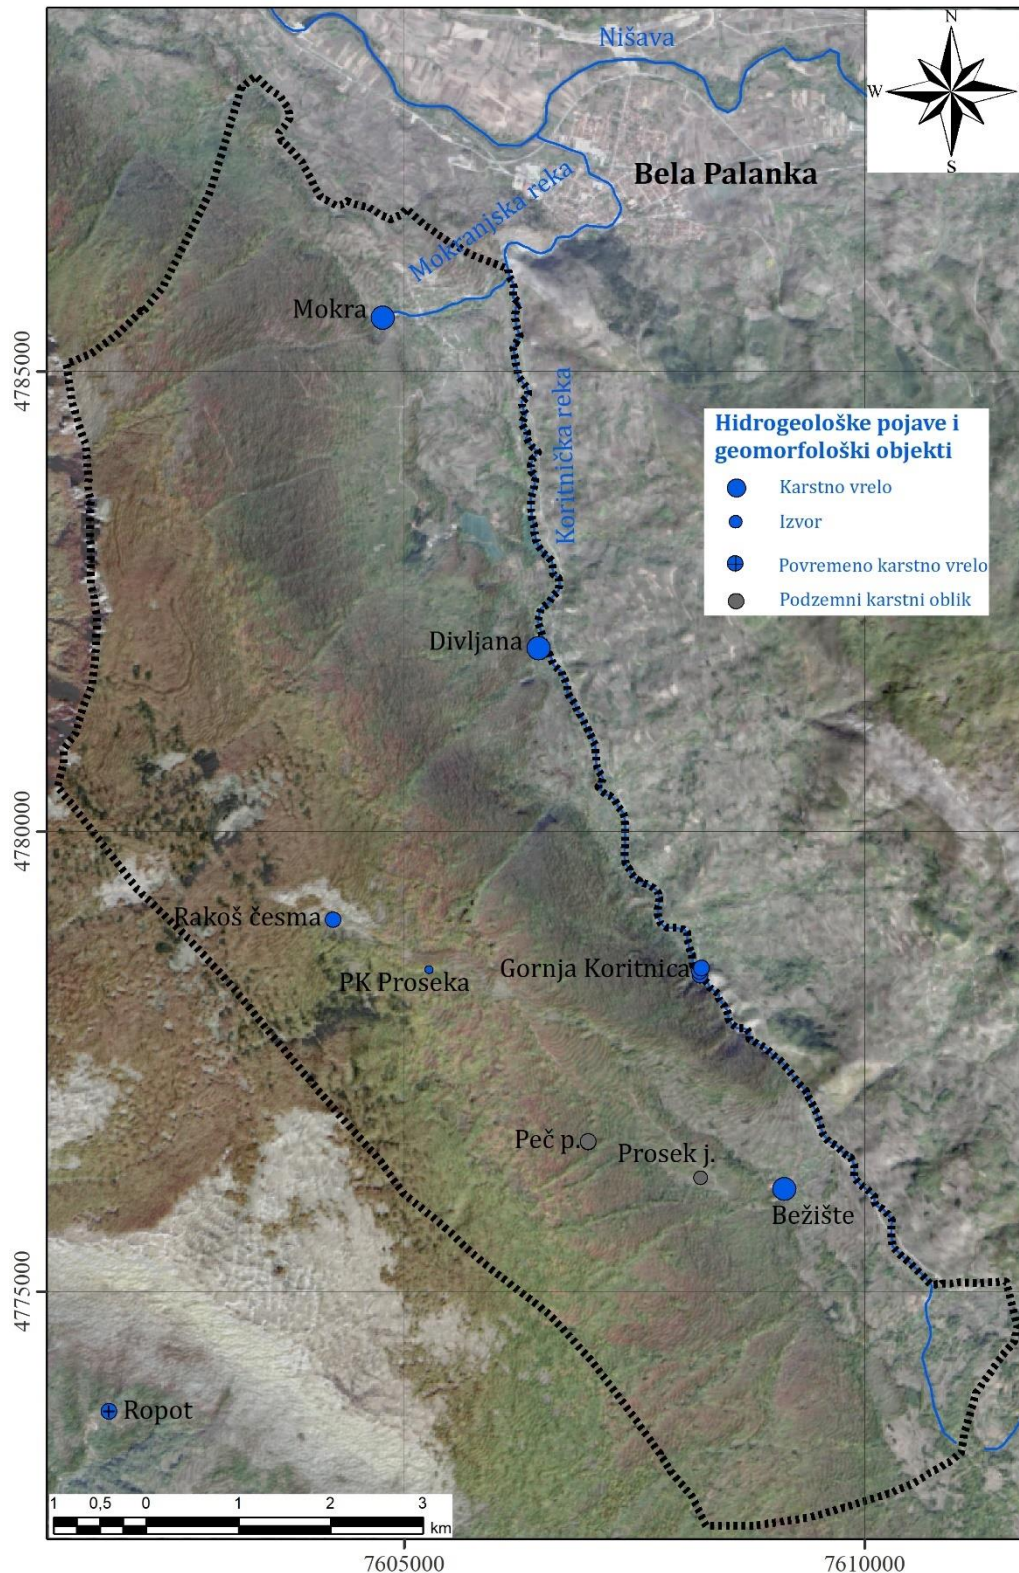 Nišava
N
W
S
Bela Palanka
Mokranjska reka
Mokra
4785000
Koritnička reka
Hidrogeološke pojave i
geomorfološki objekti
Karstno vrelo
Izvor
Povremeno karstno vrelo
Podzemni karstni oblik
Divljana
4780000
Rakoš česma
PK Proseka
Gornja Koritnica
Peč p.
Prosek j.
Bežište
4775000
Ropot
1 0,5 0 1 2 3
km
7605000 7610000